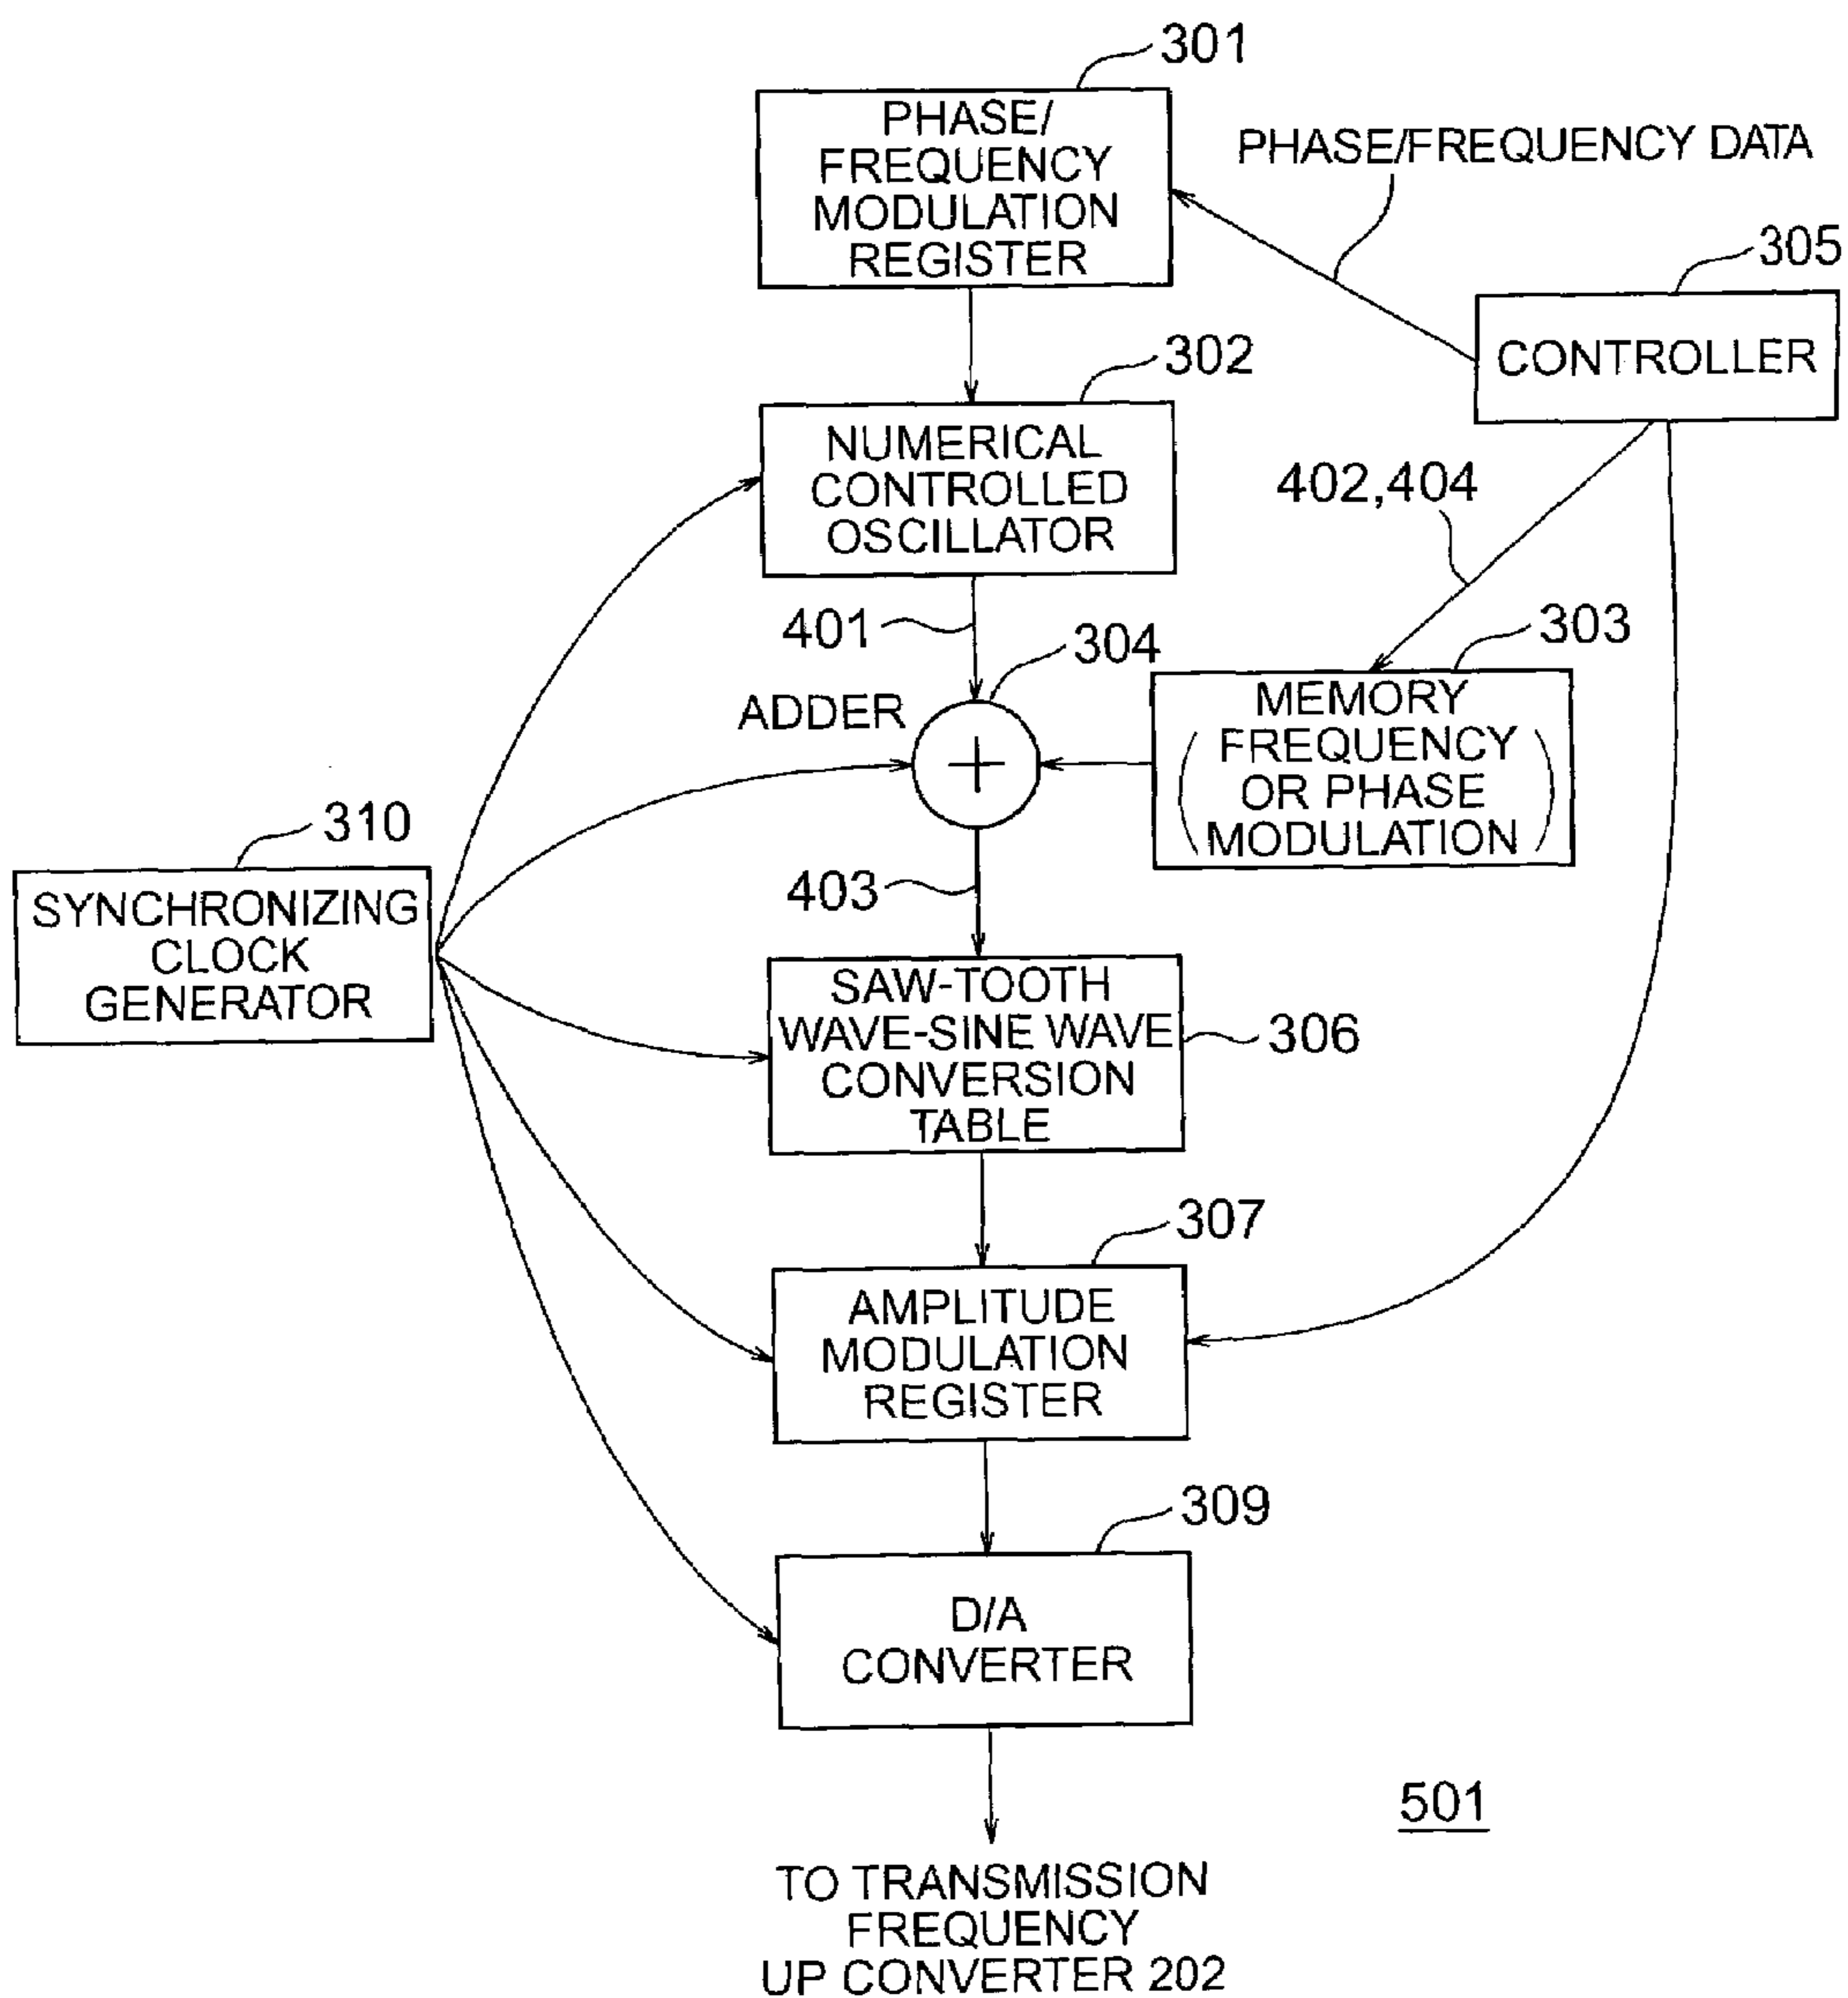 301
PHASE/
FREQUENCY
MODULATION
REGISTER
PHASE/FREQUENCY DATA
305
CONTROLLER
302
NUMERICAL
CONTROLLED
OSCILLATOR
402,404
401
304
303
ADDER
+
MEMORY
( FREQUENCY
OR PHASE
MODULATION )
310
SYNCHRONIZING
CLOCK
GENERATOR
403
SAW-TOOTH
WAVE-SINE WAVE
CONVERSION
TABLE
306
307
AMPLITUDE
MODULATION
REGISTER
309
D/A
CONVERTER
501
TO TRANSMISSION
FREQUENCY
UP CONVERTER 202